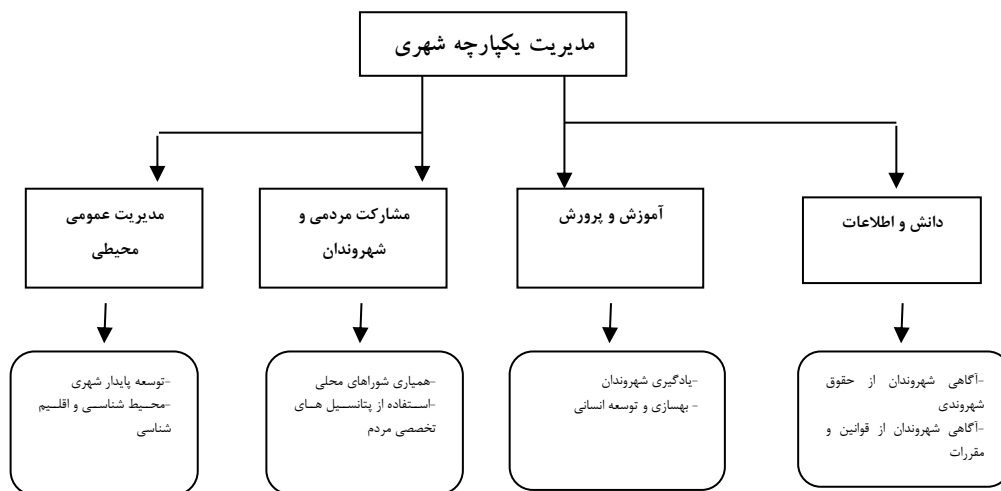 مدیریت یکپارچه شهری
دانش و اطلاعات
آموزش و پرورش
مشارکت مردمی و
شهروندان
مدیریت عمومی
محیطی
-آگاهی شهروندان از حقوق
شهروندی
-آگاهی شهروندان از قوانین و
مقررات
-یادگیری شهروندان
- بهسازی و توسعه انسانی
-همیاری شوراهای محلی
-استفاده از پتانسیل های
تخصصی مردم
-توسعه پایدار شهری
-محیط شناسی و اقلیم
شناسی